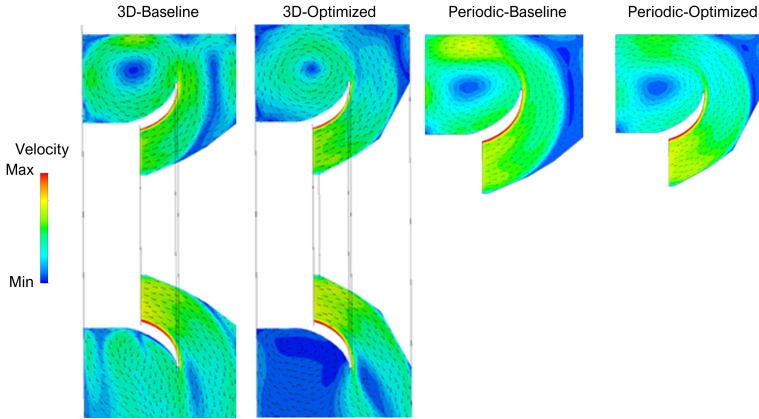 3D-Baseline
3D-Optimized
Periodic-Baseline
Periodic-Optimized
Velocity
Max
Min